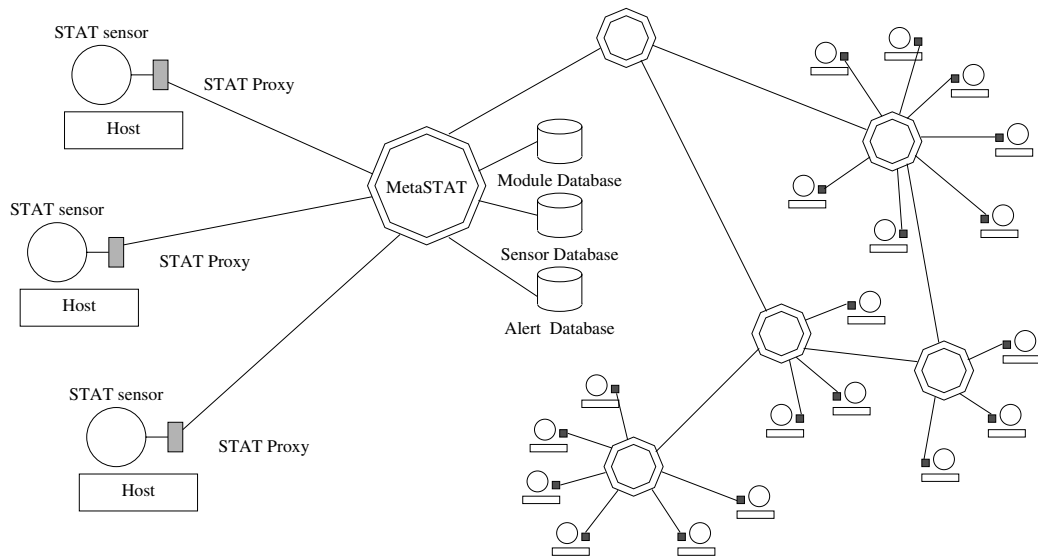 STAT sensor
STAT Proxy
Host
MetaSTAT
Module Database
STAT sensor
STAT Proxy
Sensor Database
Host
Alert Database
STAT sensor
STAT Proxy
Host